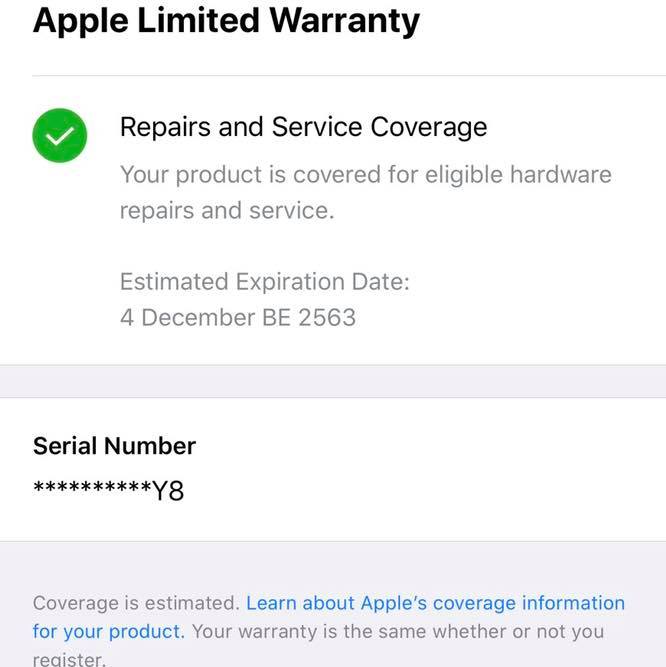 Apple Limited Warranty
Repairs and Service Coverage
Your product is covered for eligible hardware
repairs and service.
Estimated Expiration Date:
4 December BE 2563
Serial Number
**********Y8
Coverage is estimated. Learn about Apple’s coverage information
for your product. Your warranty is the same whether or not you
register.